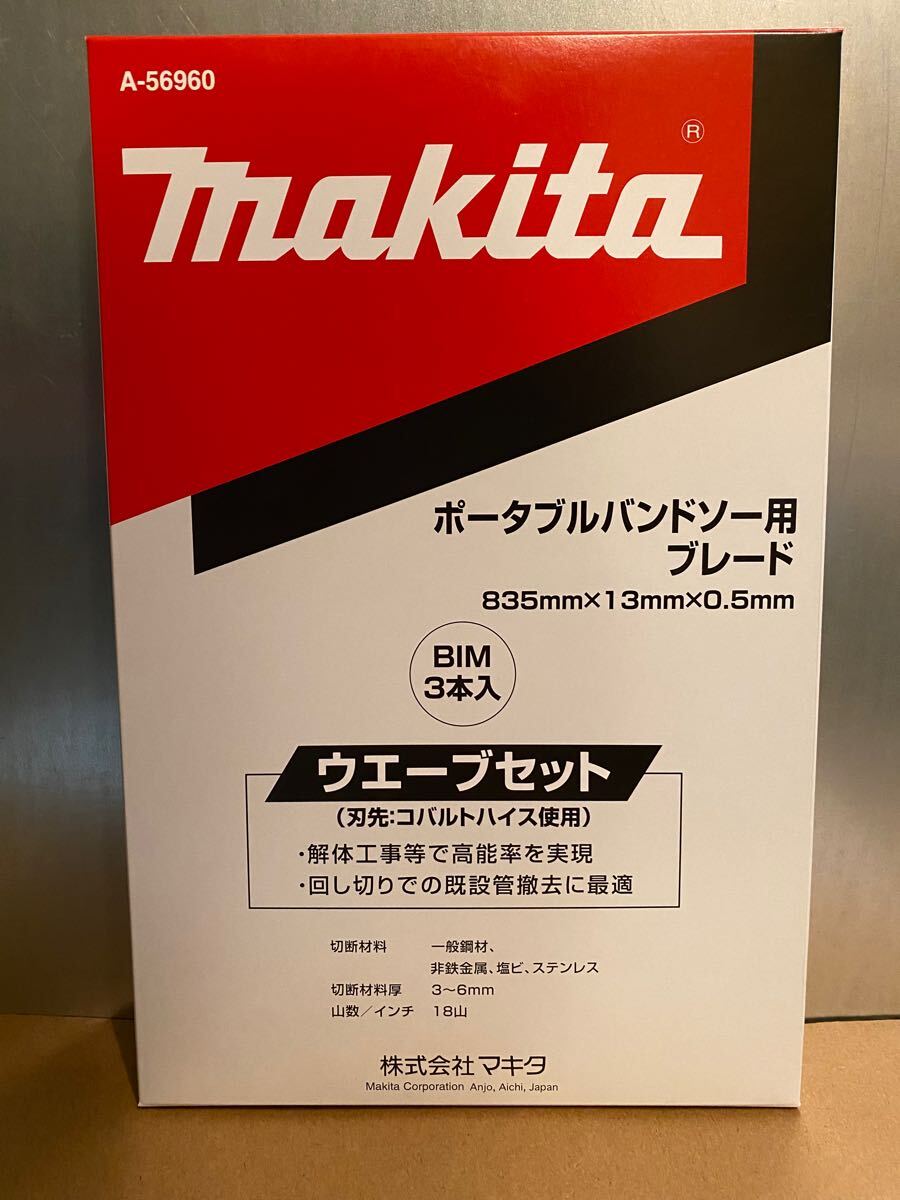 A-56960
makita®
ポータブルバンドソー用
ブレード
835mm×13mm×0.5mm
BIM
3本入
ウエーブセット
(刃先:コバルトハイス使用)
・解体工事等で高能率を実現
・回し切りでの既設管撤去に最適
切断材料 一般鋼材、
非鉄金属、塩ビ、ステンレス
切断材料厚 3〜6mm
山数/インチ 18山
株式会社マキタ
Makita Corporation Anjo, Aichi, Japan